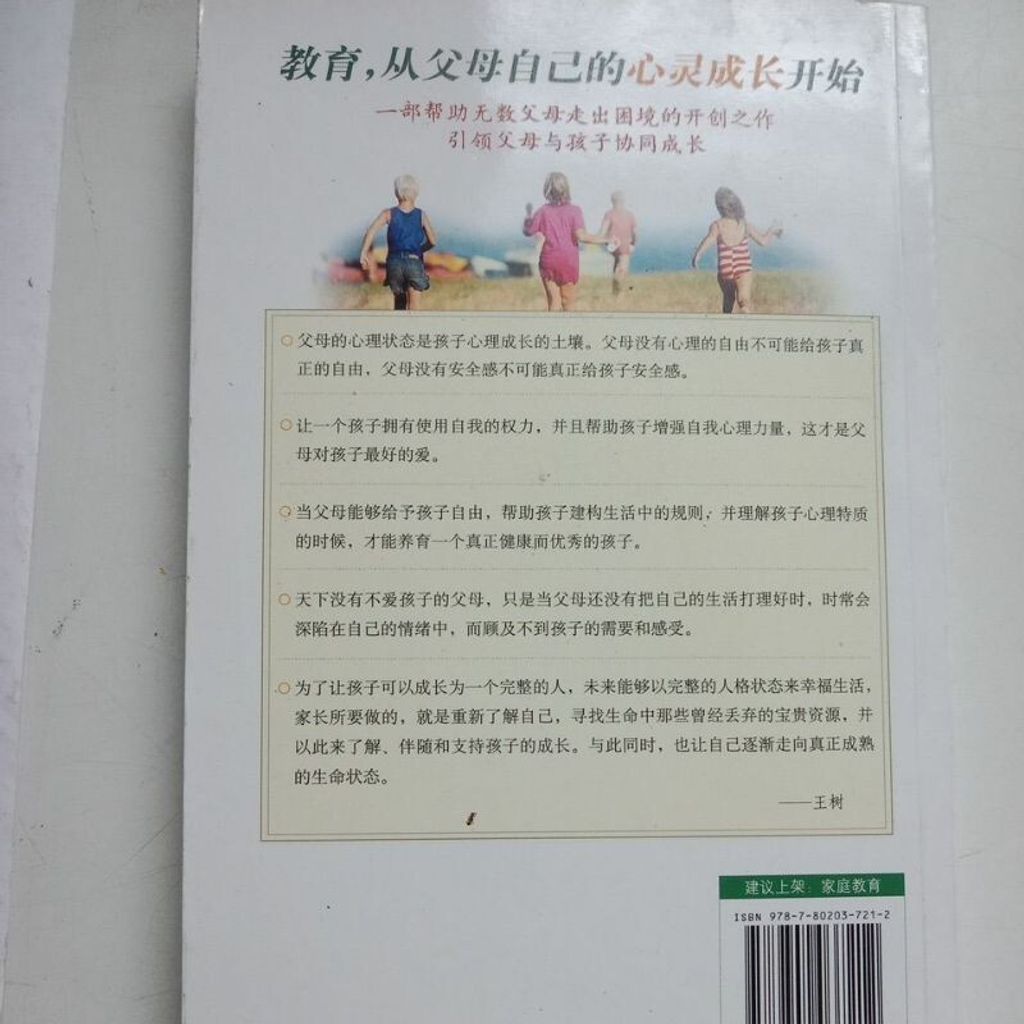 教育,从父母自己的心灵成长开始
一部帮助无数父母走出困境的开创之作
引领父母与孩子协同成长
○父母的心理状态是孩子心理成长的土壤。父母没有心理的自由不可能给孩子真
正的自由，父母没有安全感不可能真正给孩子安全感。
○让一个孩子拥有使用自我的权力，并且帮助孩子增强自我心理力量，这才是父
母对孩子最好的爱。
○当父母能够给予孩子自由，帮助孩子建构生活中的规则，并理解孩子心理特质
的时候，才能养育一个真正健康而优秀的孩子。
○天下没有不爱孩子的父母，只是当父母还没有把自己的生活打理好时，时常会
深陷在自己的情绪中，而顾及不到孩子的需要和感受。
○为了让孩子可以成长为一个完整的人，未来能够以完整的人格状态来幸福生活，
家长所要做的，就是重新了解自己，寻找生命中那些曾经丢弃的宝贵资源，并
以此来了解、伴随和支持孩子的成长。与此同时，也让自己逐渐走向真正成熟
的生命状态。
——王树
建议上架：家庭教育
ISBN 978-7-80203-721-2